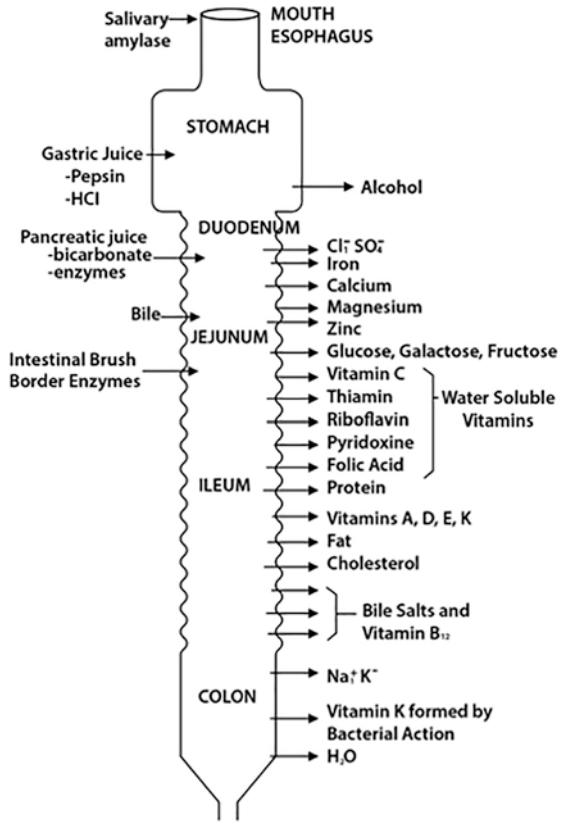 Salivary
amylase
MOUTH
ESOPHAGUS
STOMACH
Gastric Juice
-Pepsin
-HCl
Alcohol
DUODENUM
Pancreatic juice
-bicarbonate
-enzymes
Cl⁻, SO₄⁻
Iron
Calcium
Magnesium
Bile
Zinc
JEJUNUM
Glucose, Galactose, Fructose
Intestinal Brush
Border Enzymes
Vitamin C
Thiamin
Riboflavin
Pyridoxine
Folic Acid
Water Soluble
Vitamins
ILEUM
Protein
Vitamins A, D, E, K
Fat
Cholesterol
Bile Salts and
Vitamin B₁₂
Na⁺, K⁻
COLON
Vitamin K formed by
Bacterial Action
H₂O